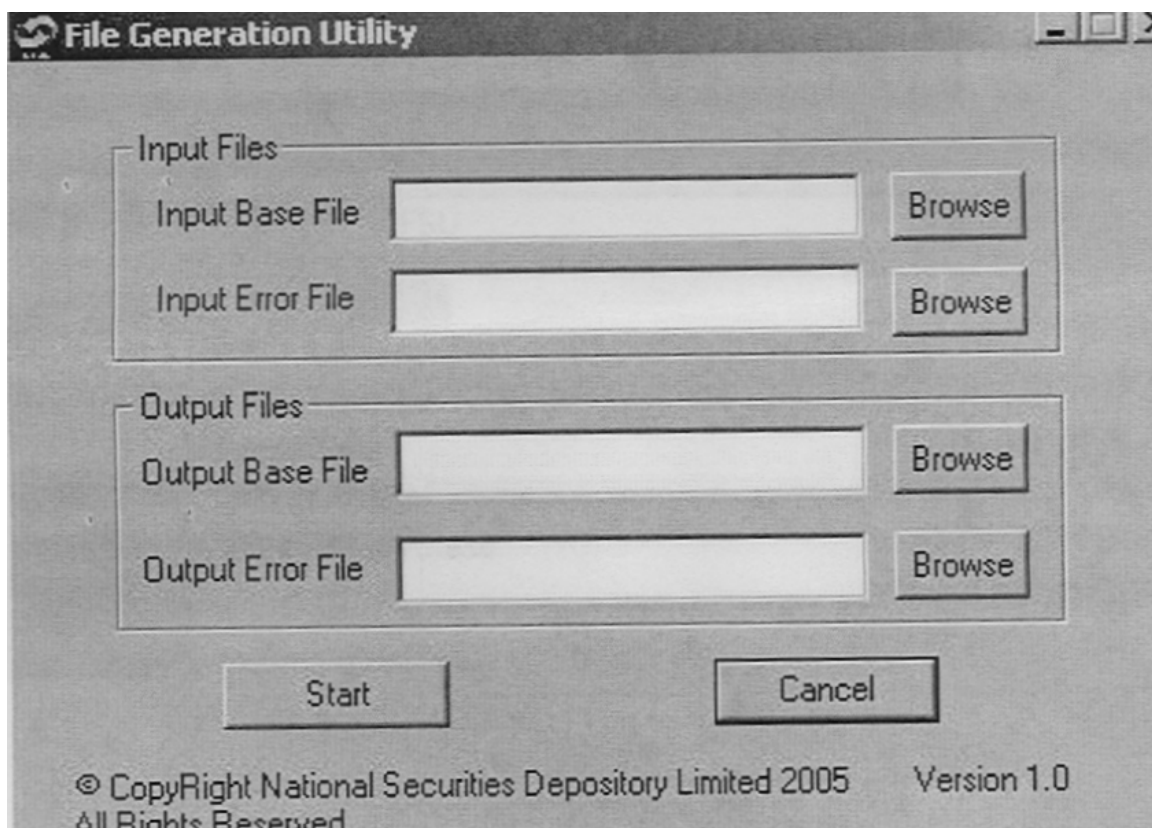 File Generation Utility
Input Files
Input Base File
Browse
Input Error File
Browse
Output Files
Output Base File
Browse
Output Error File
Browse
Start
Cancel
© CopyRight National Securities Depository Limited 2005 Version 1.0
All Rights Reserved